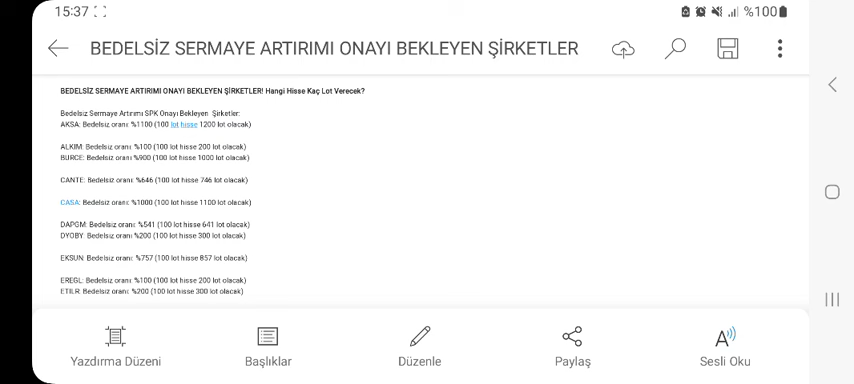 15:37
%100
BEDELSİZ SERMAYE ARTIRIMI ONAYI BEKLEYEN ŞİRKETLER
BEDELSİZ SERMAYE ARTIRIMI ONAYI BEKLEYEN ŞİRKETLER! Hangi Hisse Kaç Lot Verecek?
Bedelsiz Sermaye Artırımı SPK Onayı Bekleyen Şirketler:
AKSA: Bedelsiz oranı: %1100 (100 lot hisse 1200 lot olacak)
ALKIM: Bedelsiz oranı: %100 (100 lot hisse 200 lot olacak)
BURCE: Bedelsiz oranı %900 (100 lot hisse 1000 lot olacak)
CANTE: Bedelsiz oranı: %646 (100 lot hisse 746 lot olacak)
CASA: Bedelsiz oranı: %1000 (100 lot hisse 1100 lot olacak)
DAPGM: Bedelsiz oranı: %541 (100 lot hisse 641 lot olacak)
DYOBY: Bedelsiz oranı: %200 (100 lot hisse 300 lot olacak)
EKSUN: Bedelsiz oranı: %757 (100 lot hisse 857 lot olacak)
EREGL: Bedelsiz oranı: %100 (100 lot hisse 200 lot olacak)
ETILR: Bedelsiz oranı: %200 (100 lot hisse 300 lot olacak)
Yazdırma Düzeni
Başlıklar
Düzenle
Paylaş
Sesli Oku